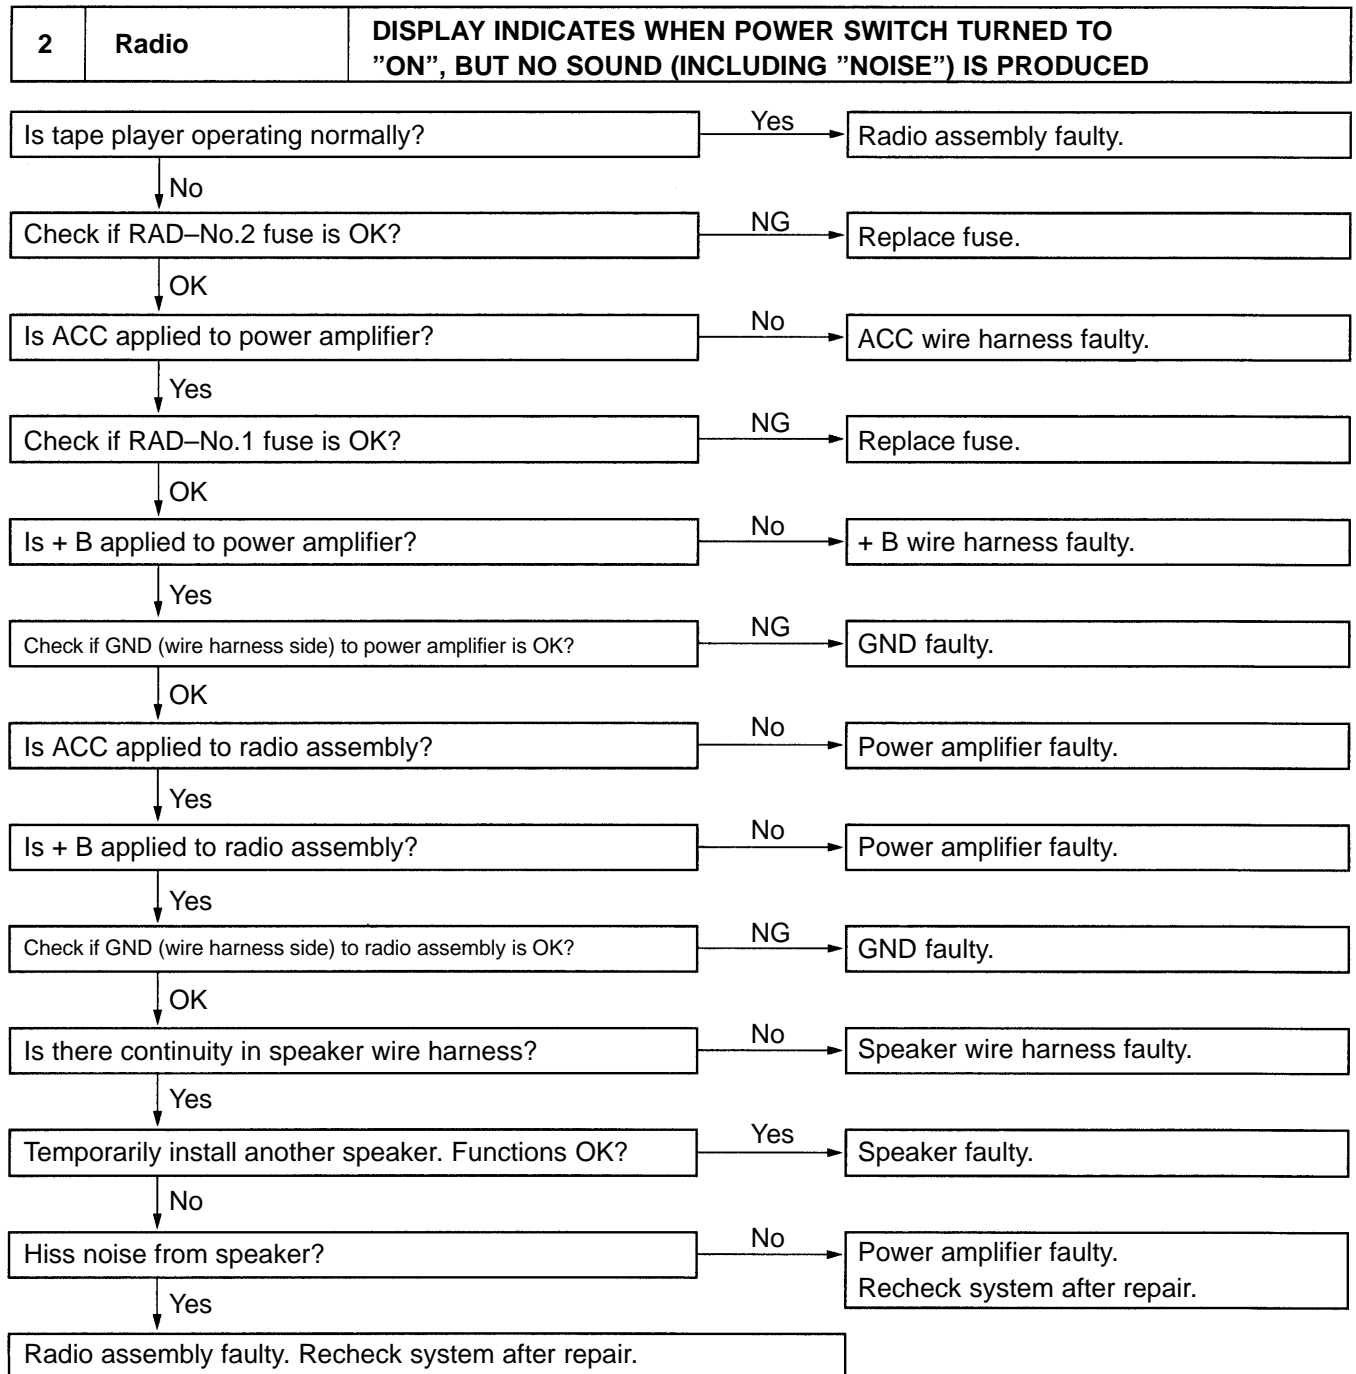 2 Radio DISPLAY INDICATES WHEN POWER SWITCH TURNED TO
”ON”, BUT NO SOUND (INCLUDING ”NOISE”) IS PRODUCED
Is tape player operating normally? Yes Radio assembly faulty.
No
Check if RAD–No.2 fuse is OK? NG Replace fuse.
OK
Is ACC applied to power amplifier? No ACC wire harness faulty.
Yes
Check if RAD–No.1 fuse is OK? NG Replace fuse.
OK
Is + B applied to power amplifier? No + B wire harness faulty.
Yes
Check if GND (wire harness side) to power amplifier is OK? NG GND faulty.
OK
Is ACC applied to radio assembly? No Power amplifier faulty.
Yes
Is + B applied to radio assembly? No Power amplifier faulty.
Yes
Check if GND (wire harness side) to radio assembly is OK? NG GND faulty.
OK
Is there continuity in speaker wire harness? No Speaker wire harness faulty.
Yes
Temporarily install another speaker. Functions OK? Yes Speaker faulty.
No
Hiss noise from speaker? No Power amplifier faulty.
Recheck system after repair.
Yes
Radio assembly faulty. Recheck system after repair.